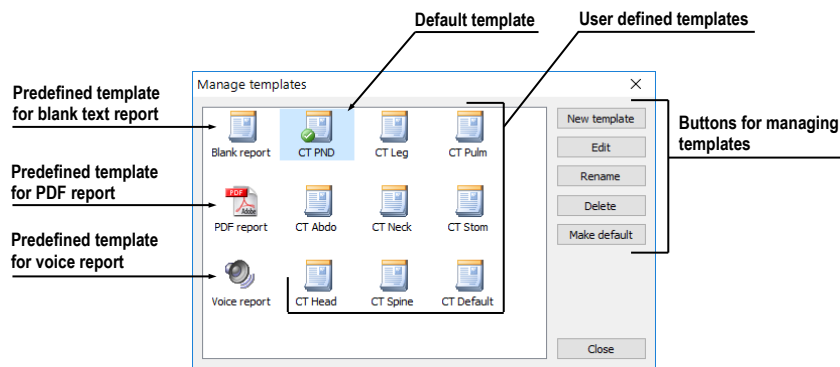 Default template
User defined templates
Manage templates
Predefined template
for blank text report
Blank report
CT PND
CT Leg
CT Pulm
New template
Edit
Rename
Delete
Make default
Buttons for managing
templates
Predefined template
for PDF report
PDF
Adobe
PDF report
CT Abdo
CT Neck
CT Stom
Predefined template
for voice report
Voice report
CT Head
CT Spine
CT Default
Close